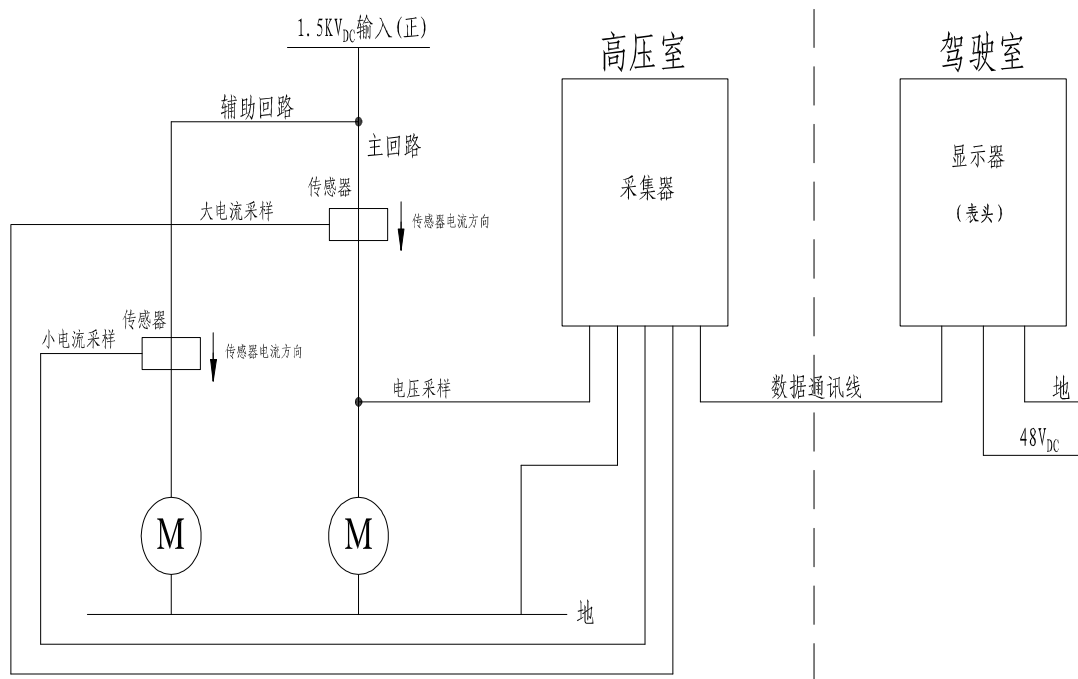 1.5KVDC输入(正)
高压室
驾驶室
辅助回路
主回路
显示器
(表头)
传感器
采集器
大电流采样
传感器电流方向
传感器
小电流采样
传感器电流方向
电压采样
数据通讯线
地
48VDC
M
M
地